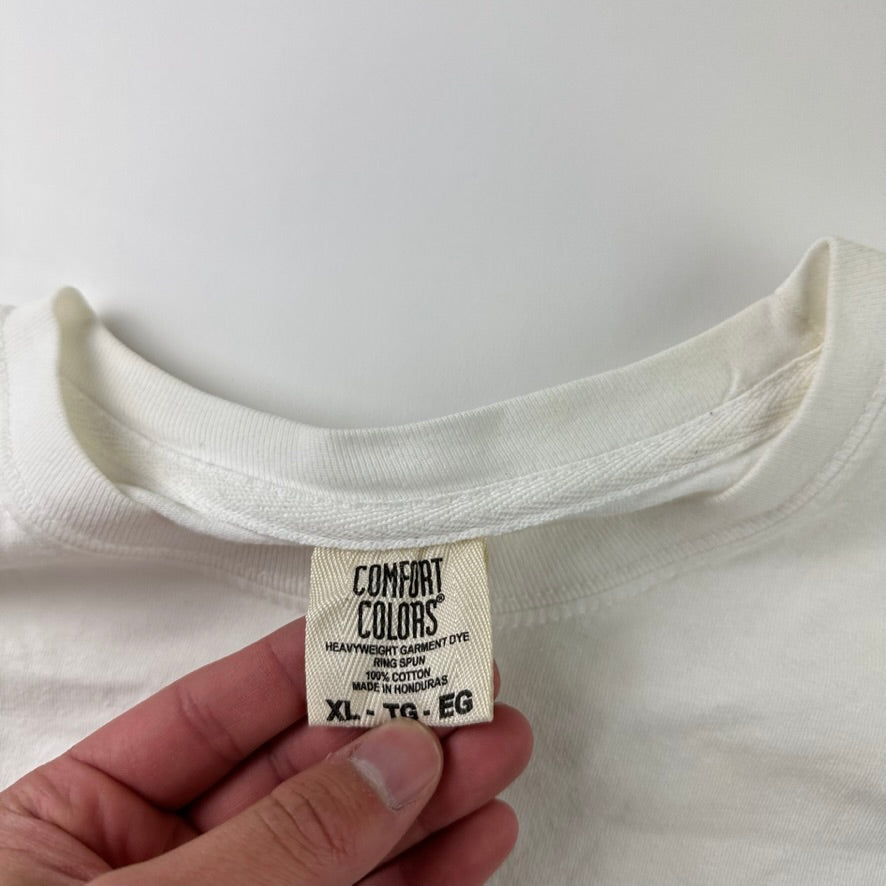 COMFORT
COLORS®
HEAVYWEIGHT GARMENT DYE
RING SPUN
100% COTTON
MADE IN HONDURAS
XL - TG - EG